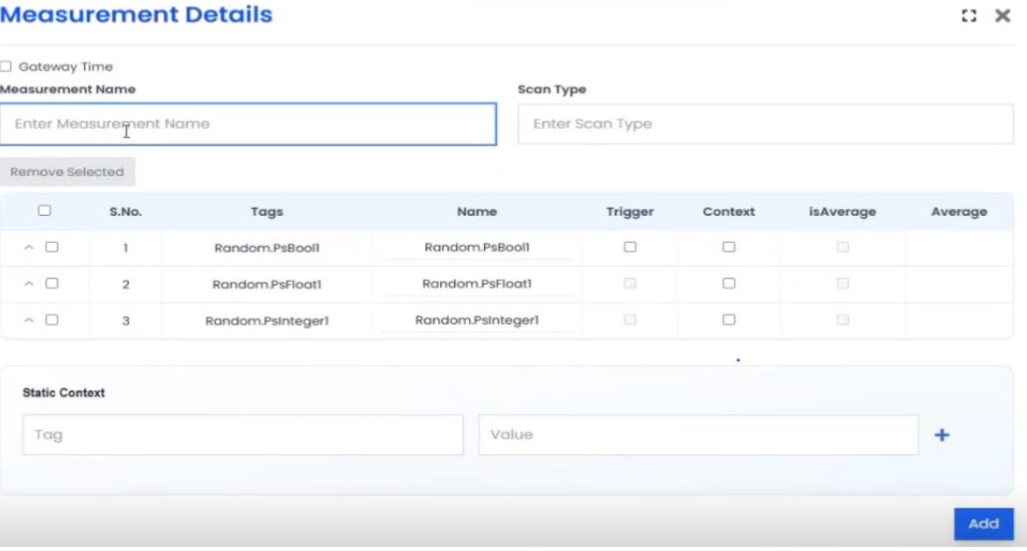 Measurement Details
Gateway Time
Measurement Name Scan Type
Enter Measurement Name Enter Scan Type
Remove Selected
S.No. Tags Name Trigger Context isAverage Average
1 Random.PsBool1 Random.PsBool1
2 Random.PsFloat1 Random.PsFloat1
3 Random.PsInteger1 Random.PsInteger1
Static Context
Tag Value
Add